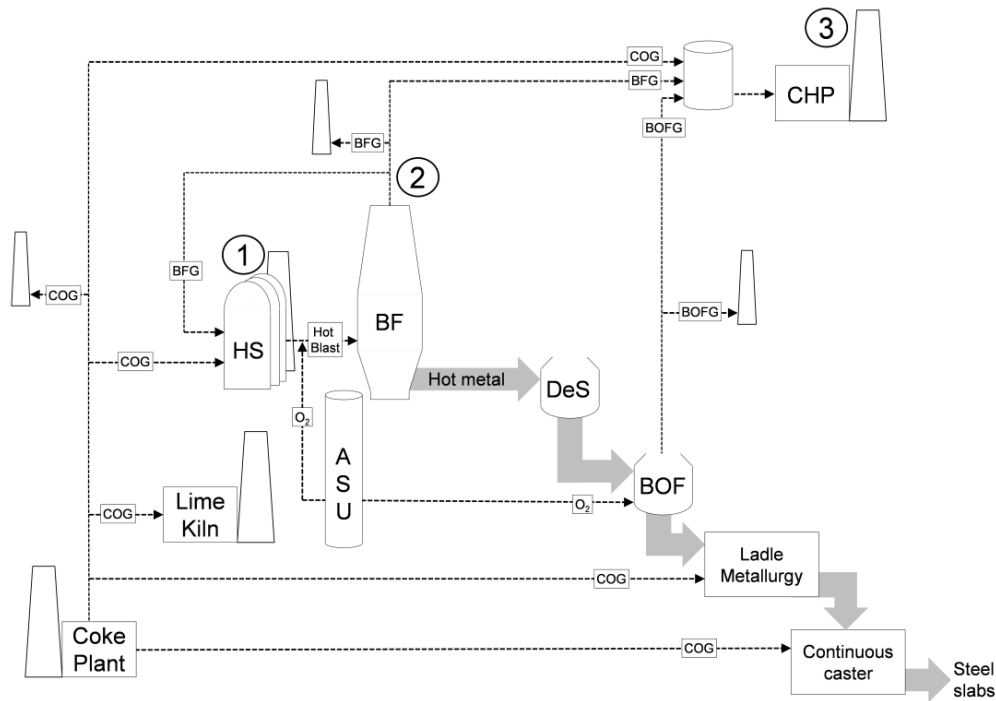 3
COG
BFG
CHP
BOFG
BFG
2
1
BFG
COG
BOFG
Hot
Blast
BF
HS
COG
Hot metal
DeS
O₂
A
S
U
BOF
Lime
Kiln
O₂
COG
Ladle
Metallurgy
COG
Coke
Plant
COG
Continuous
caster
Steel
slabs